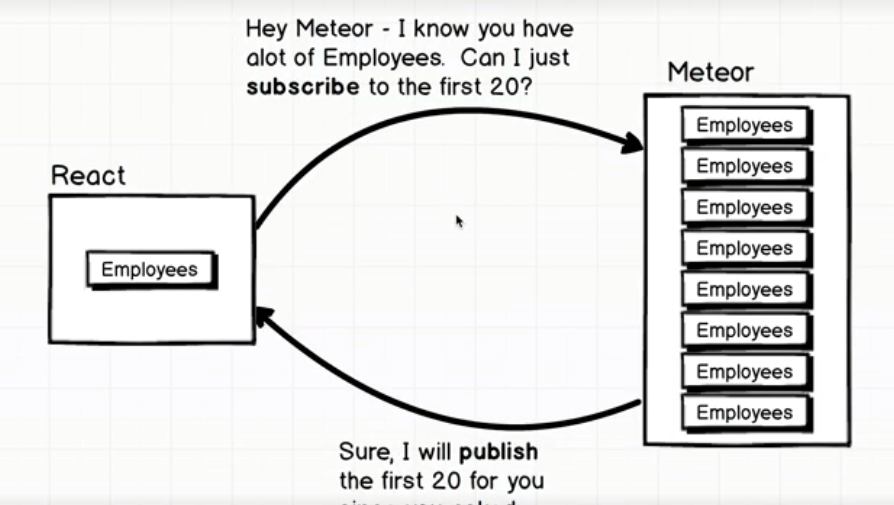 Hey Meteor - I know you have
alot of Employees. Can I just
subscribe to the first 20?
Meteor
Employees
Employees
Employees
Employees
Employees
Employees
Employees
Employees
React
Employees
Sure, I will publish
the first 20 for you